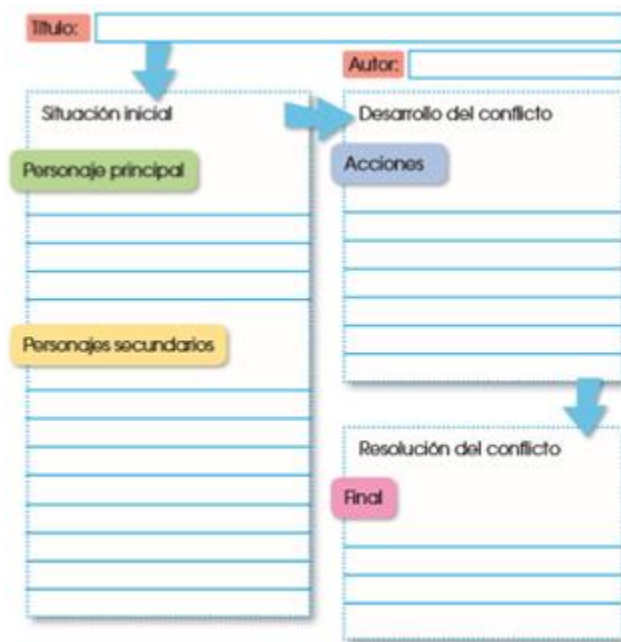 Título:
Autor:
Situación inicial
Personaje principal
Personajes secundarios
Desarrollo del conflicto
Acciones
Resolución del conflicto
Final